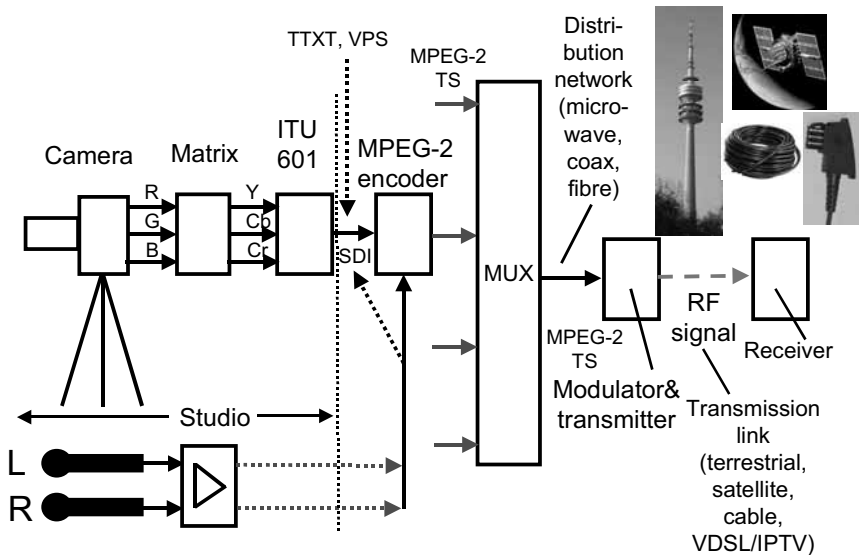 TTXT, VPS
MPEG-2
TS
Distri-
bution
network
(micro-
wave,
coax,
fibre)
Camera
Matrix
ITU
601
MPEG-2
encoder
R
G
B
Y
Cb
Cr
SDI
MUX
MPEG-2
TS
Modulator&
transmitter
RF
signal
Receiver
Transmission
link
(terrestrial,
satellite,
cable,
VDSL/IPTV)
Studio
L
R